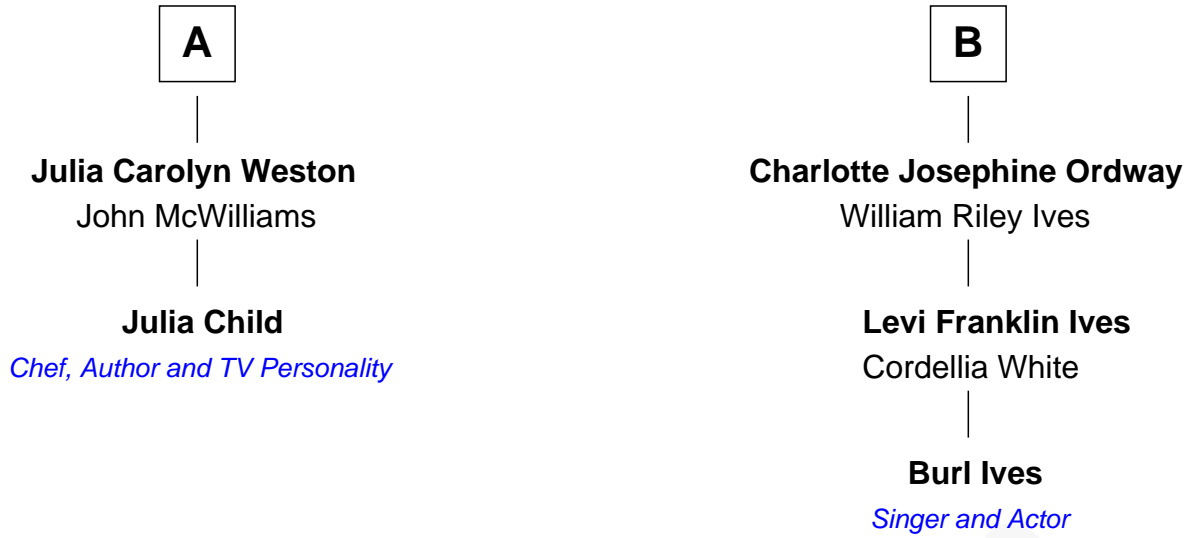 A
Julia Carolyn Weston
John McWilliams
Julia Child
Chef, Author and TV Personality
B
Charlotte Josephine Ordway
William Riley Ives
Levi Franklin Ives
Cordellia White
Burl Ives
Singer and Actor